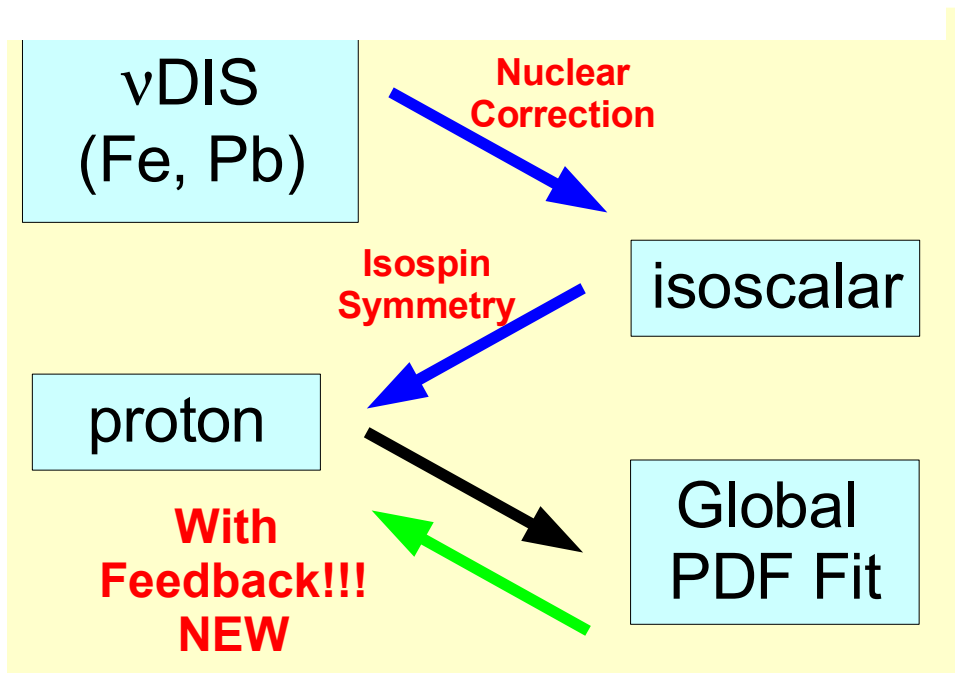 νDIS
(Fe, Pb)
Nuclear
Correction
Isospin
Symmetry
isoscalar
proton
Global
PDF Fit
With
Feedback!!!
NEW